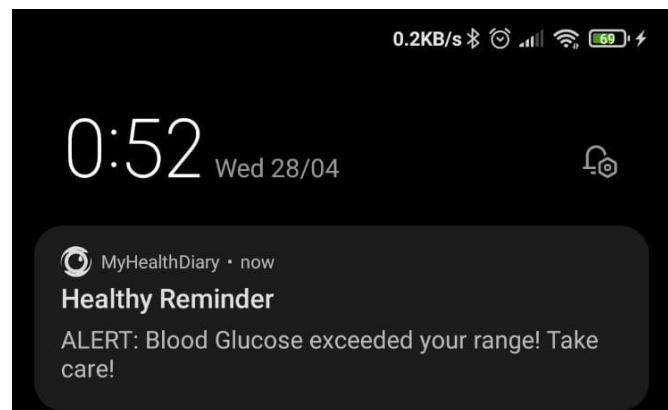 0.2KB/s 69
0:52 Wed 28/04
MyHealthDiary • now
Healthy Reminder
ALERT: Blood Glucose exceeded your range! Take
care!